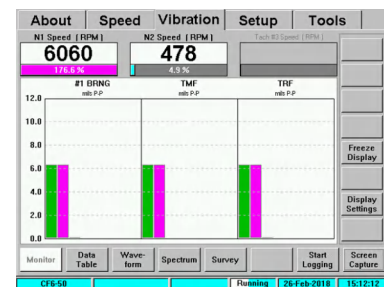 About Speed Vibration Setup Tools
N1 Speed [ RPM ] N2 Speed [ RPM ] Tach #3 Speed [ RPM ]
6060 478
176.6 % 4.9 %
#1 BRNG TMF TRF
mils P-P mils P-P mils P-P
12.0
10.0
8.0
6.0
4.0
2.0
0.0
Freeze
Display
Display
Settings
Monitor
Data
Table
Wave-
form
Spectrum
Survey
Start
Logging
Screen
Capture
CF6-50 Running 26-Feb-2018 15:12:12